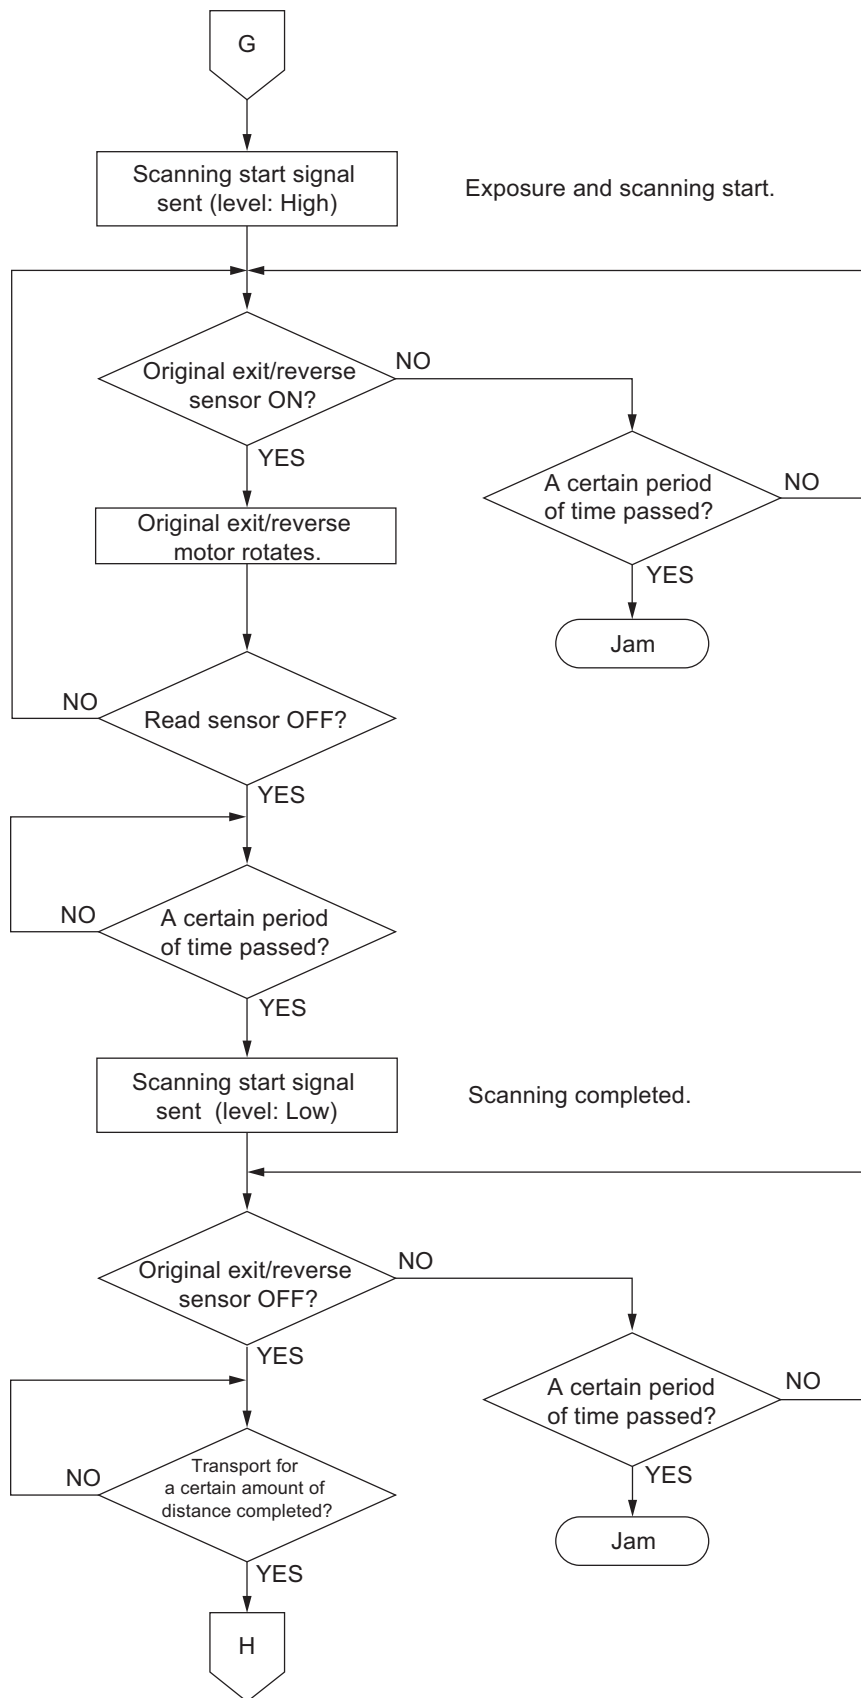 G
Scanning start signal
sent (level: High)
Exposure and scanning start.
Original exit/reverse
sensor ON?
NO
YES
A certain period
of time passed?
NO
YES
Jam
Original exit/reverse
motor rotates.
NO
Read sensor OFF?
YES
NO
A certain period
of time passed?
YES
Scanning start signal
sent  (level: Low)
Scanning completed.
Original exit/reverse
sensor OFF?
NO
YES
A certain period
of time passed?
NO
YES
Jam
NO
Transport for
a certain amount of
distance completed?
YES
H